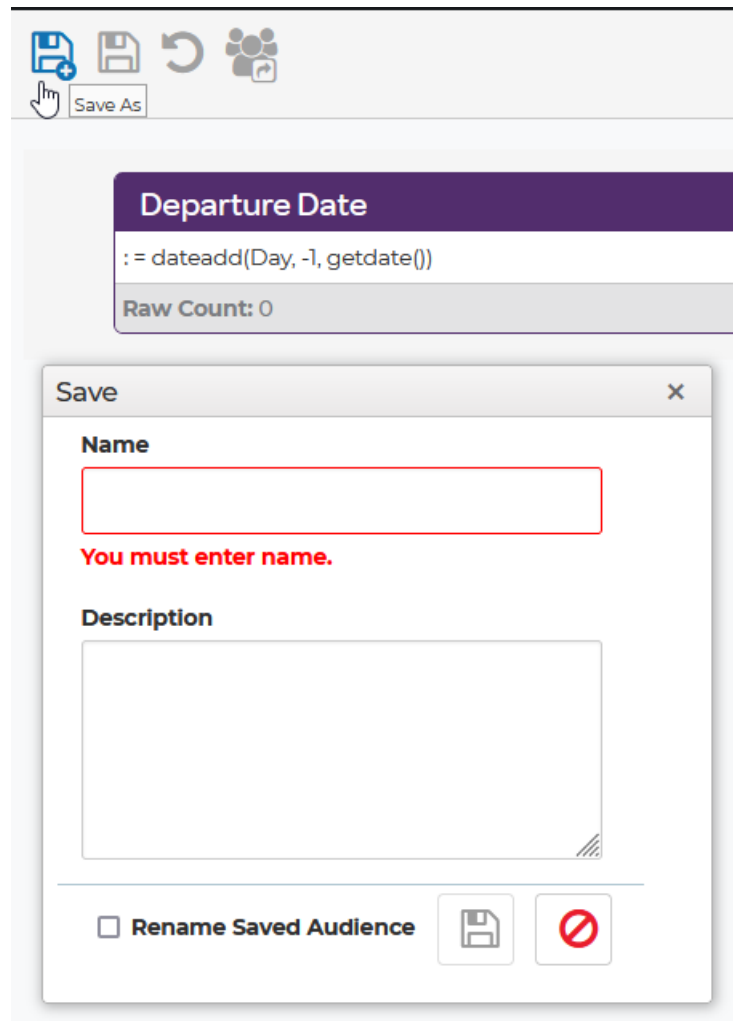 Save As
Departure Date
: = dateadd(Day, -1, getdate())
Raw Count: 0
Save
Name
You must enter name.
Description
Rename Saved Audience